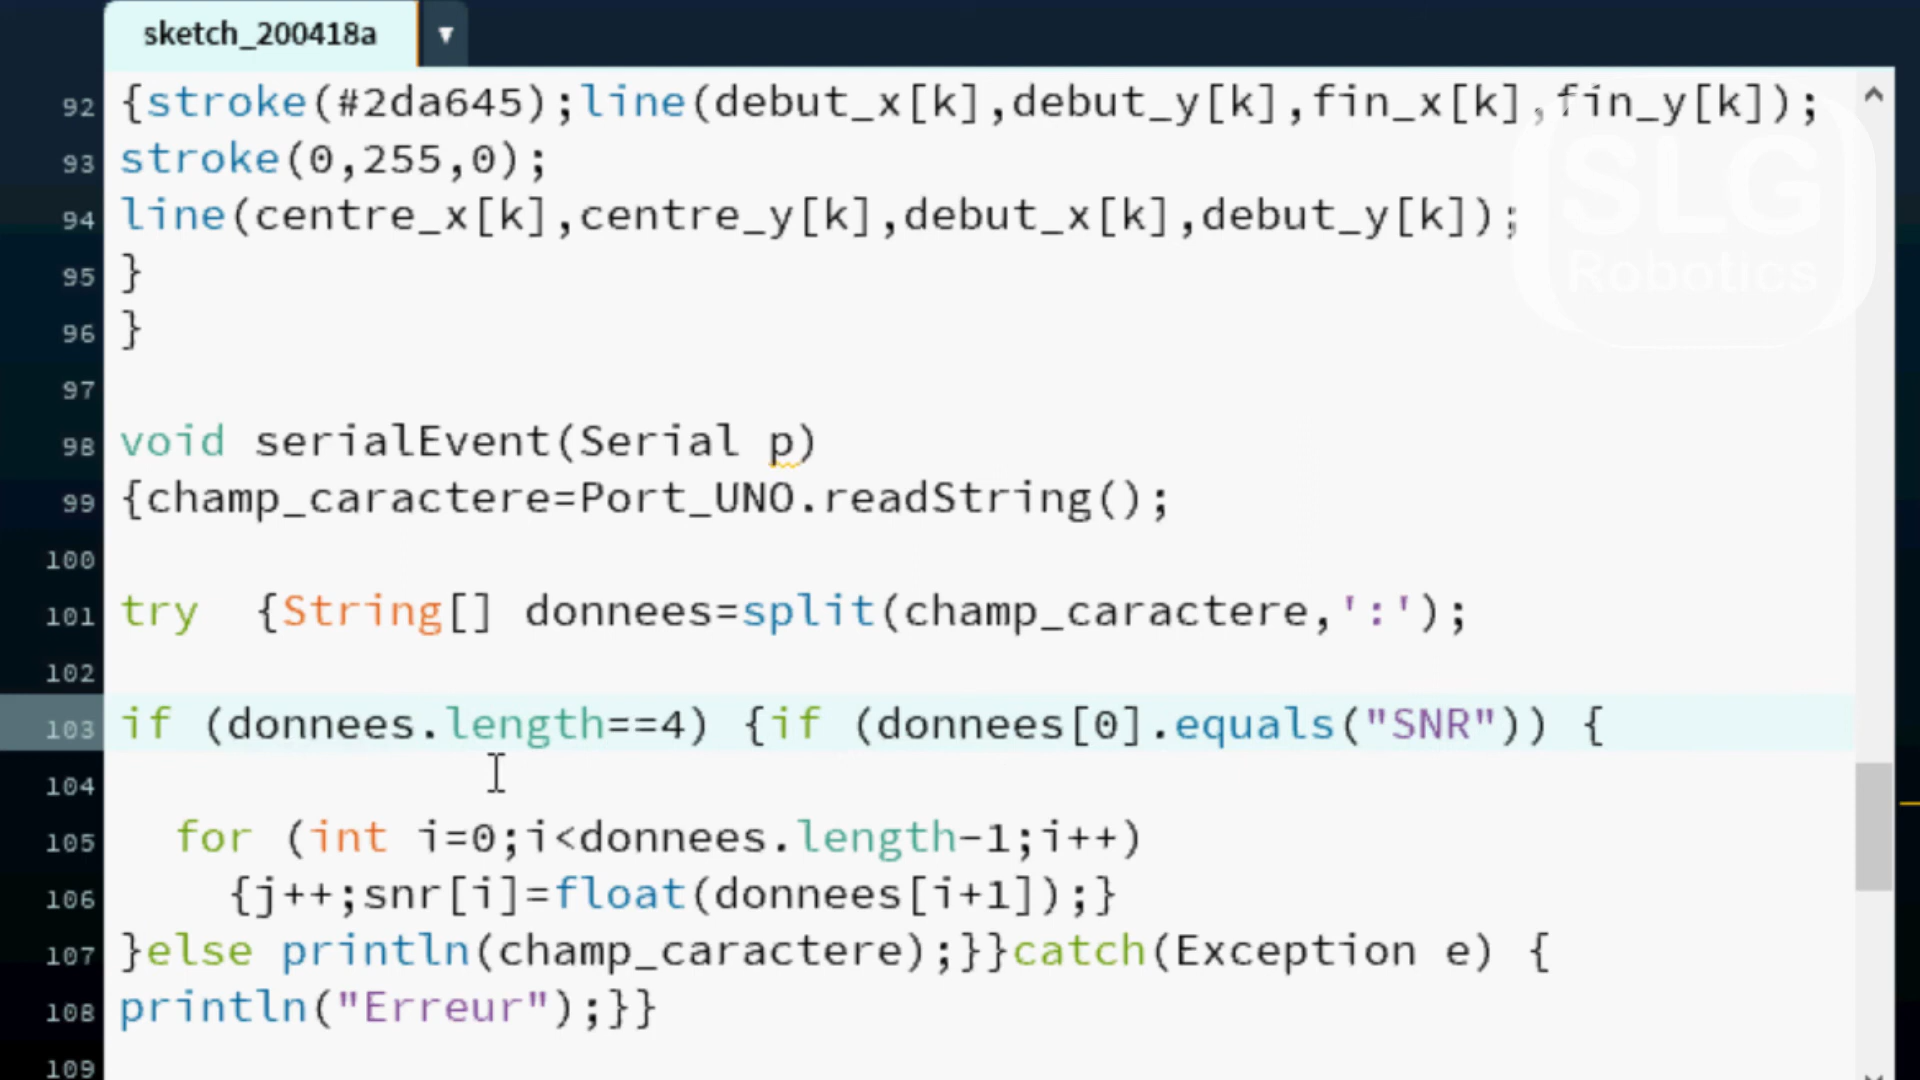 sketch_200418a
92 {stroke(#2da645);line(debut_x[k],debut_y[k],fin_x[k],fin_y[k]);
93 stroke(0,255,0);
94 line(centre_x[k],centre_y[k],debut_x[k],debut_y[k]);
95 }
96 }
97
98 void serialEvent(Serial p)
99 {champ_caractere=Port_UNO.readString();
100
101 try  {String[] donnees=split(champ_caractere,':');
102
103 if (donnees.length==4) {if (donnees[0].equals("SNR")) {
104
105   for (int i=0;i<donnees.length-1;i++)
106     {j++;snr[i]=float(donnees[i+1]);}
107 }else println(champ_caractere);}}catch(Exception e) {
108 println("Erreur");}}
109
SLG
Robotics